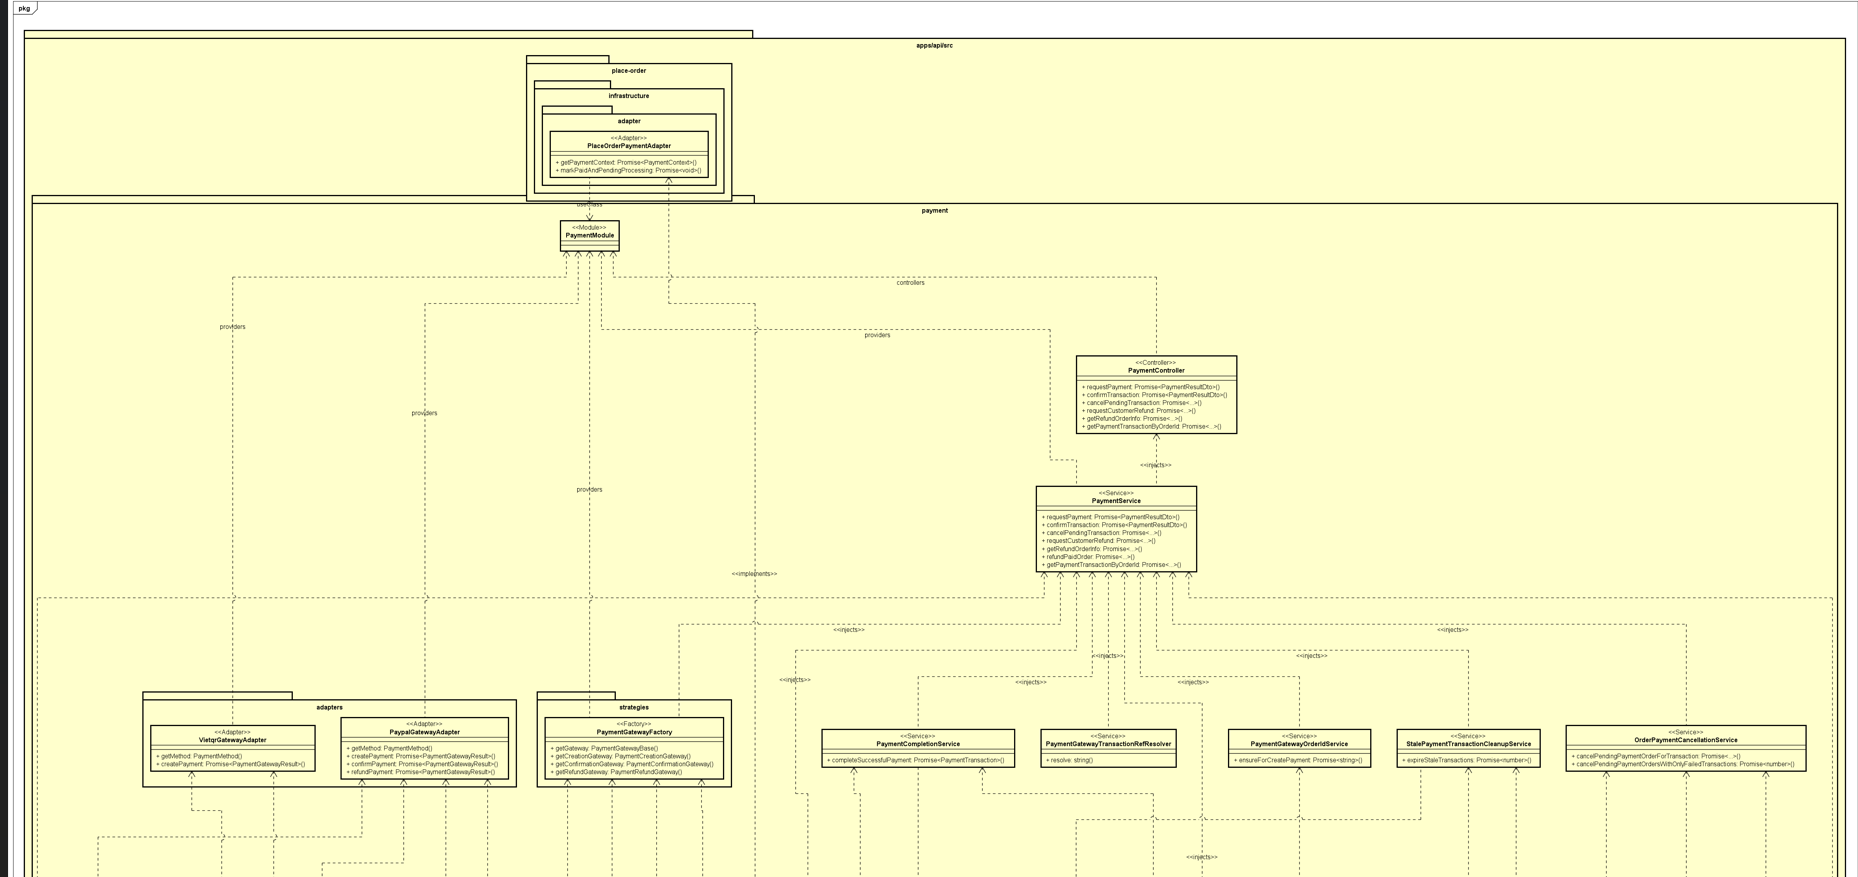 pkg
apps/api/src
place-order
infrastructure
adapter
<<Adapter>>
PlaceOrderPaymentAdapter
+ getPaymentContext: Promise<PaymentContext>()
+ markPaidAndPendingProcessing: Promise<void>()
useClass
payment
<<Module>>
PaymentModule
controllers
providers
providers
<<Controller>>
PaymentController
+ requestPayment: Promise<PaymentResultDto>()
+ confirmTransaction: Promise<PaymentResultDto>()
+ cancelPendingTransaction: Promise<...>()
+ requestCustomerRefund: Promise<...>()
+ getRefundOrderInfo: Promise<...>()
+ getPaymentTransactionByOrderId: Promise<...>()
providers
<<injects>>
providers
<<Service>>
PaymentService
+ requestPayment: Promise<PaymentResultDto>()
+ confirmTransaction: Promise<PaymentResultDto>()
+ cancelPendingTransaction: Promise<...>()
+ requestCustomerRefund: Promise<...>()
+ getRefundOrderInfo: Promise<...>()
+ refundPaidOrder: Promise<...>()
+ getPaymentTransactionByOrderId: Promise<...>()
<<implements>>
<<injects>>
<<injects>>
<<injects>>
<<injects>>
<<injects>>
<<injects>>
<<injects>>
adapters
<<Adapter>>
VietqrGatewayAdapter
+ getMethod: PaymentMethod()
+ createPayment: Promise<PaymentGatewayResult>()
<<Adapter>>
PaypalGatewayAdapter
+ getMethod: PaymentMethod()
+ createPayment: Promise<PaymentGatewayResult>()
+ confirmPayment: Promise<PaymentGatewayResult>()
+ refundPayment: Promise<PaymentGatewayResult>()
strategies
<<Factory>>
PaymentGatewayFactory
+ getGateway: PaymentGatewayBase()
+ getCreationGateway: PaymentCreationGateway()
+ getConfirmationGateway: PaymentConfirmationGateway()
+ getRefundGateway: PaymentRefundGateway()
<<Service>>
PaymentCompletionService
+ completeSuccessfulPayment: Promise<PaymentTransaction>()
<<Service>>
PaymentGatewayTransactionRefResolver
+ resolve: string()
<<Service>>
PaymentGatewayOrderIdService
+ ensureForCreatePayment: Promise<string>()
<<Service>>
StalePaymentTransactionCleanupService
+ expireStaleTransactions: Promise<number>()
<<Service>>
OrderPaymentCancellationService
+ cancelPendingPaymentOrderForTransaction: Promise<...>()
+ cancelPendingPaymentOrdersWithOnlyFailedTransactions: Promise<number>()
<<injects>>